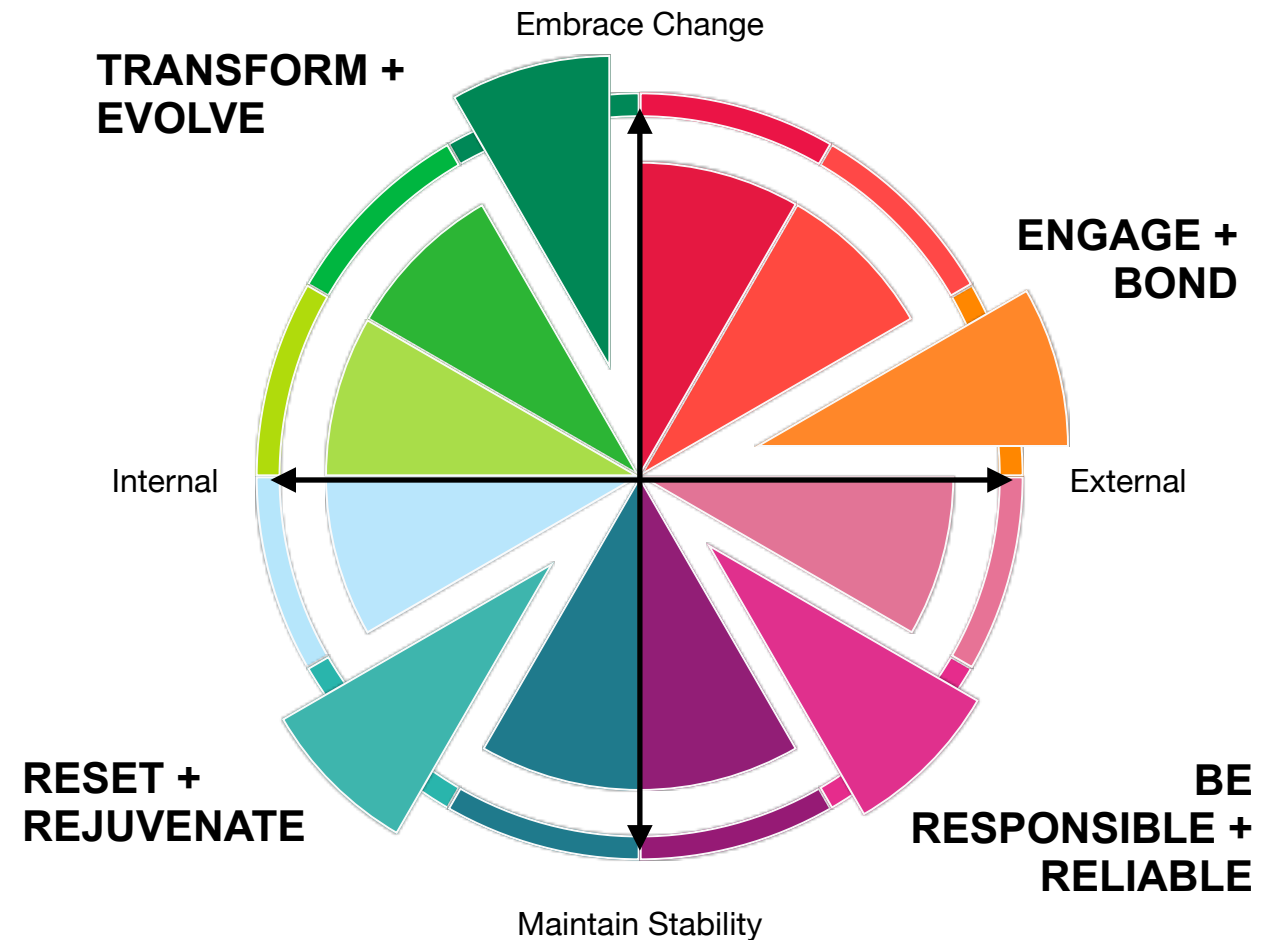 Embrace Change
TRANSFORM +
EVOLVE
ENGAGE +
BOND
Internal
External
RESET +
REJUVENATE
BE
RESPONSIBLE +
RELIABLE
Maintain Stability